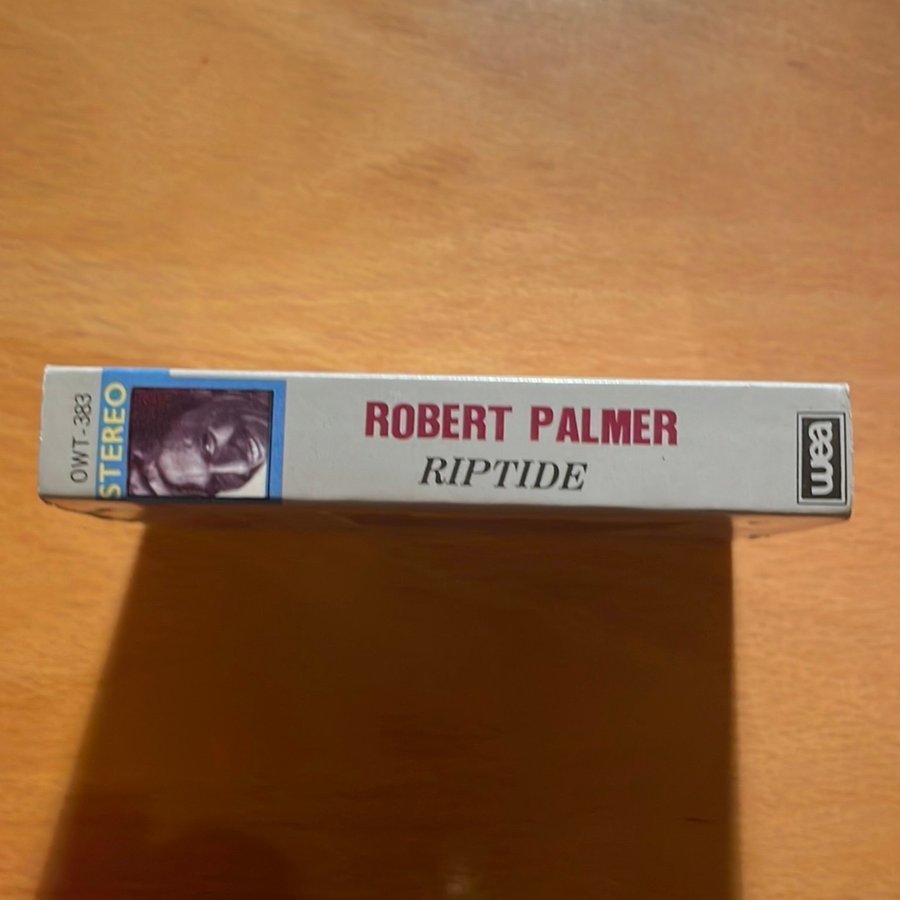 OWT-383
STEREO
ROBERT PALMER
RIPTIDE
wea